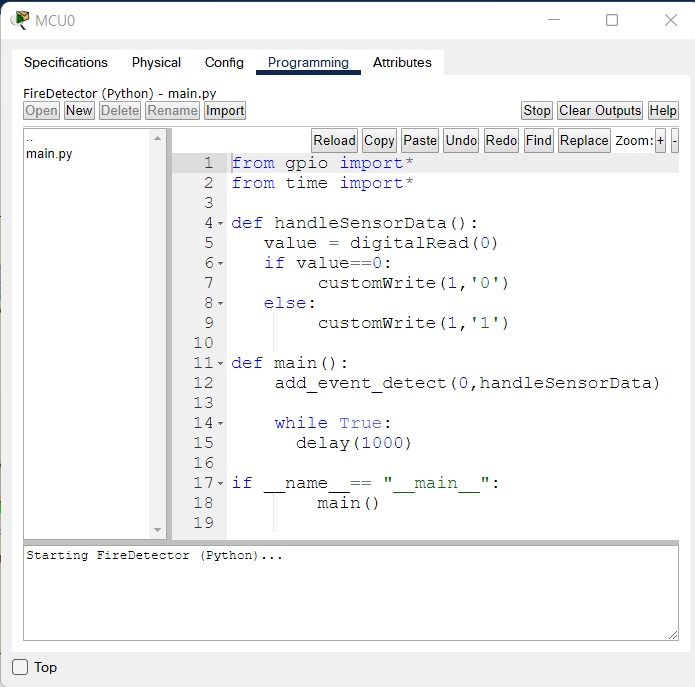 MCU0
Specifications Physical Config Programming Attributes
FireDetector (Python) - main.py
Open New Delete Rename Import Stop Clear Outputs Help
Reload Copy Paste Undo Redo Find Replace Zoom: + -
..
main.py
1 from gpio import*
2 from time import*
3
4 def handleSensorData():
5 value = digitalRead(0)
6 if value==0:
7 customWrite(1,'0')
8 else:
9 customWrite(1,'1')
10
11 def main():
12 add_event_detect(0,handleSensorData)
13
14 while True:
15 delay(1000)
16
17 if __name__== "__main__":
18 main()
19
Starting FireDetector (Python)...
Top